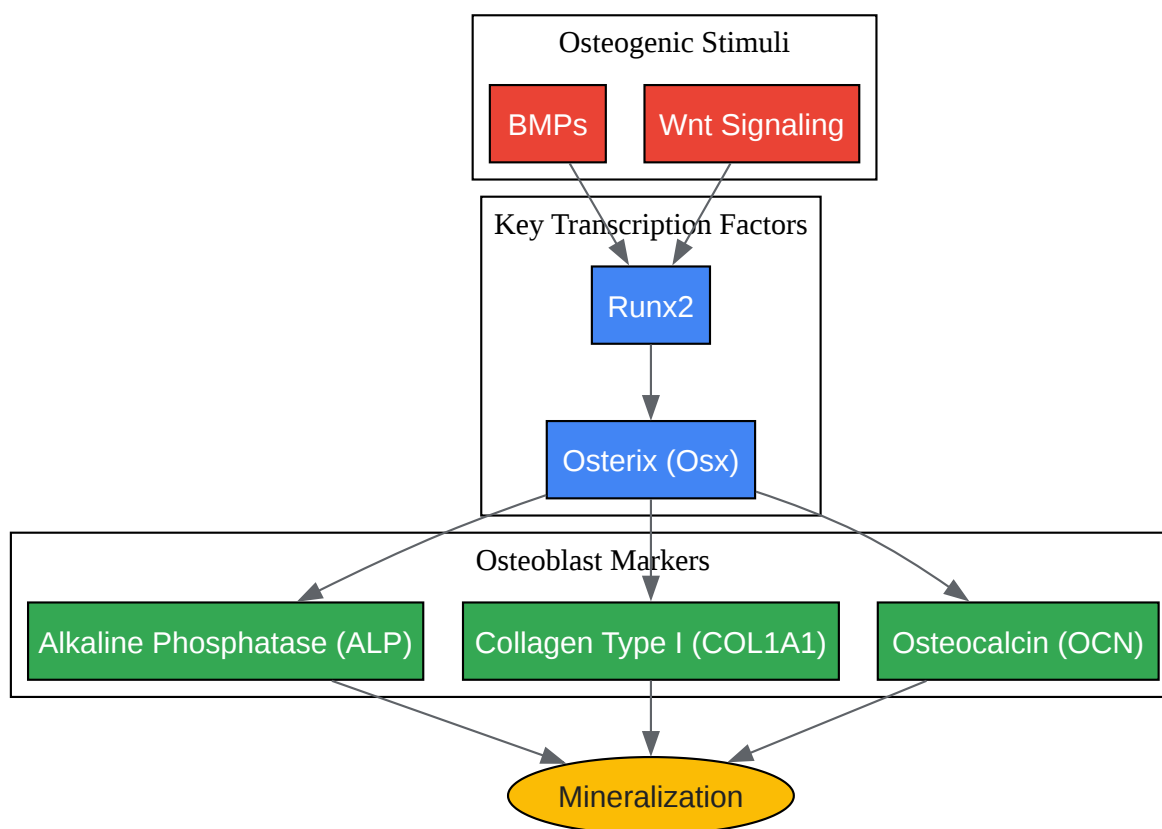 Osteogenic Stimuli
BMPs
Wnt Signaling
Key Transcription Factors
Runx2
Osterix (Osx)
Osteoblast Markers
Alkaline Phosphatase (ALP)
Collagen Type I (COL1A1)
Osteocalcin (OCN)
Mineralization